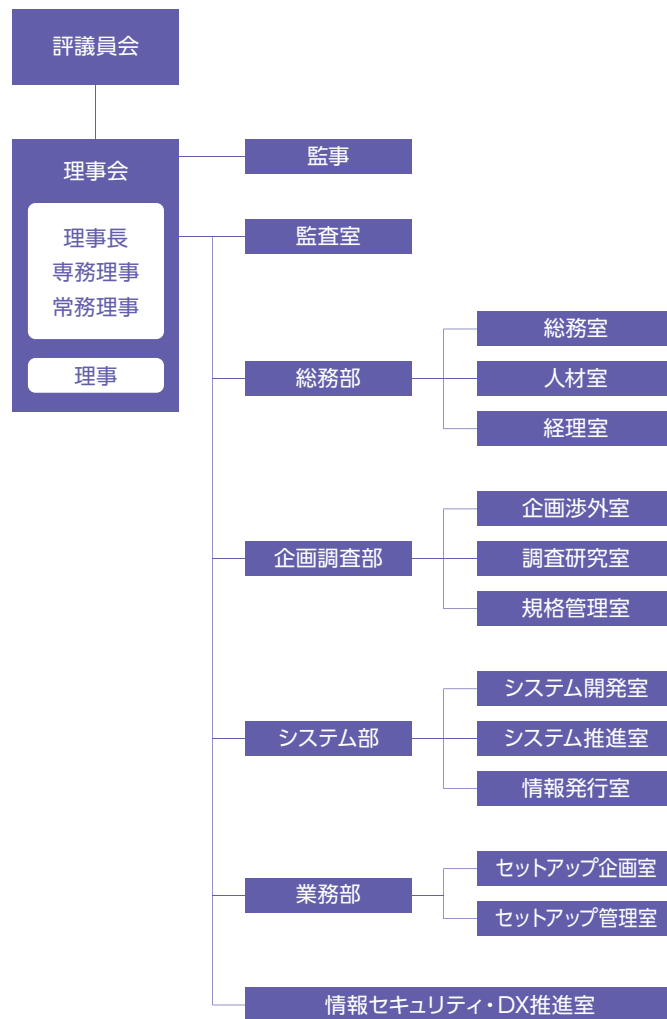 評議員会
理事会
理事長
専務理事
常務理事
理事
監事
監査室
総務部
総務室
人材室
経理室
企画調査部
企画渉外室
調査研究室
規格管理室
システム部
システム開発室
システム推進室
情報発行室
業務部
セットアップ企画室
セットアップ管理室
情報セキュリティ・DX推進室